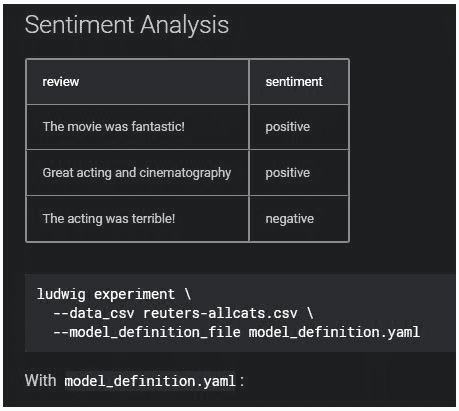 Sentiment Analysis
review sentiment
The movie was fantastic! positive
Great acting and cinematography positive
The acting was terrible! negative
ludwig experiment \
--data_csv reuters-allcats.csv \
--model_definition_file model_definition.yaml
With model_definition.yaml: